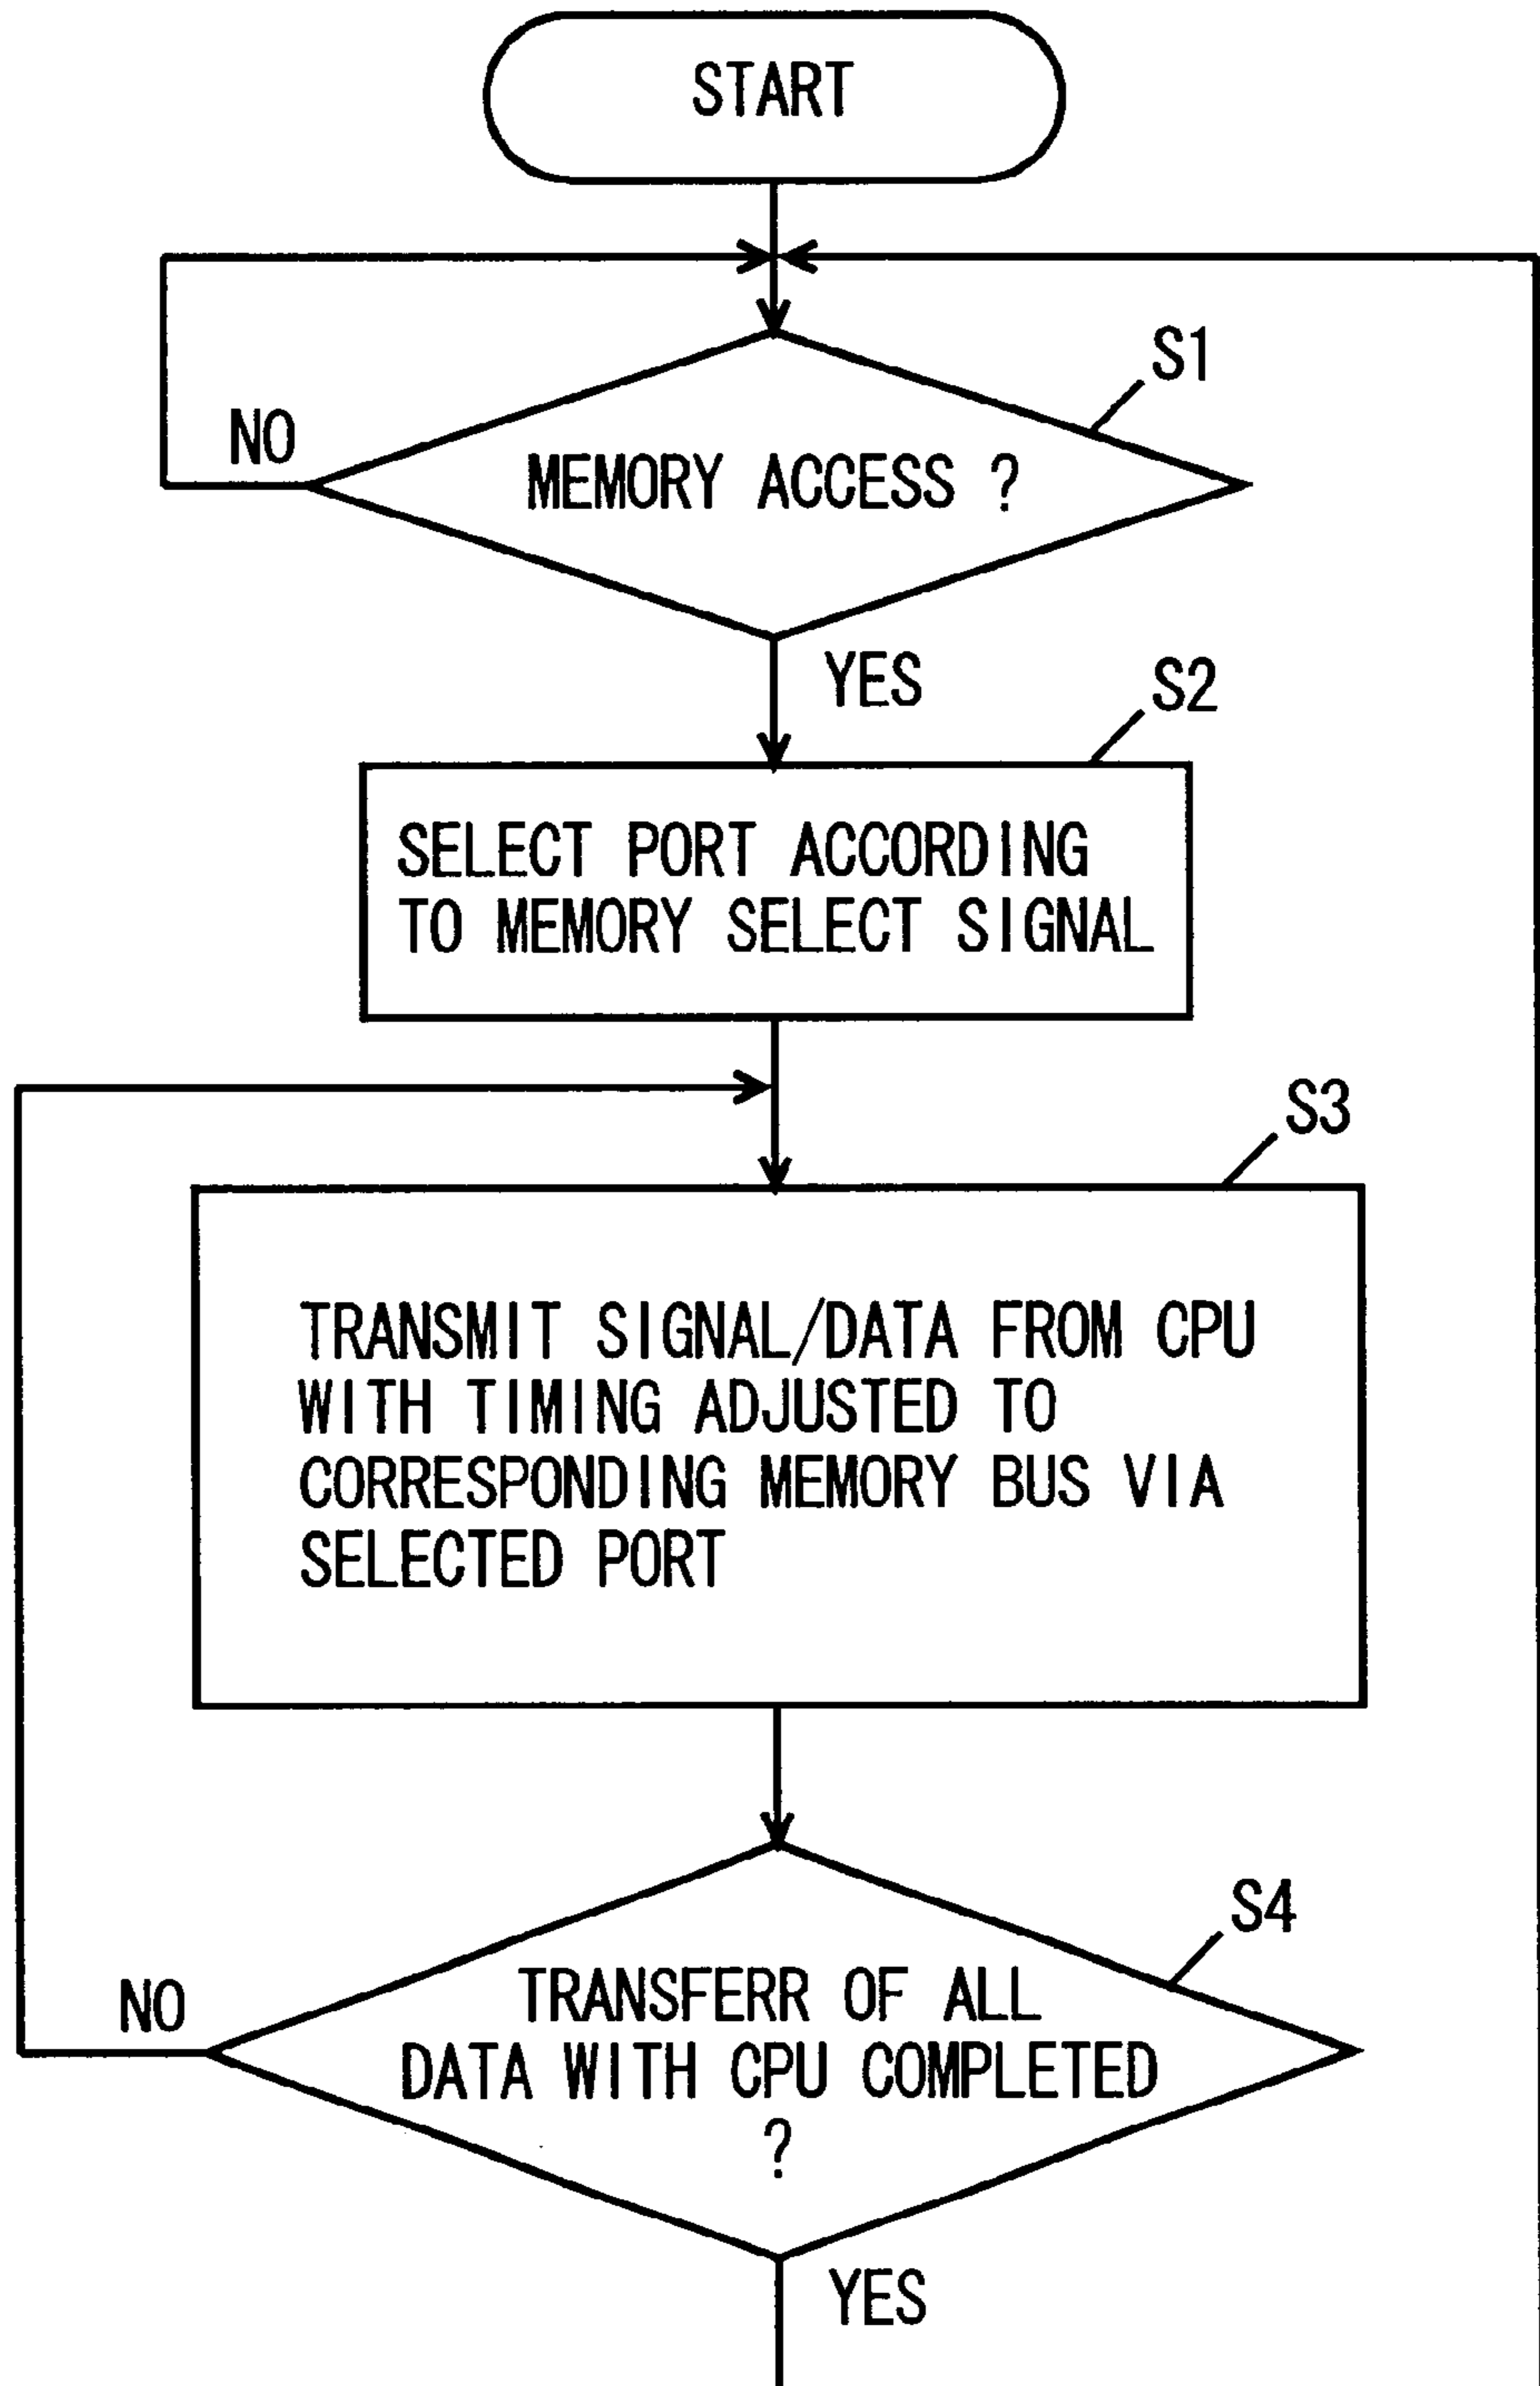 START
S1
NO
MEMORY ACCESS ?
YES
S2
SELECT PORT ACCORDING
TO MEMORY SELECT SIGNAL
S3
TRANSMIT SIGNAL/DATA FROM CPU
WITH TIMING ADJUSTED TO
CORRESPONDING MEMORY BUS VIA
SELECTED PORT
S4
NO
TRANSFERR OF ALL
DATA WITH CPU COMPLETED
?
YES